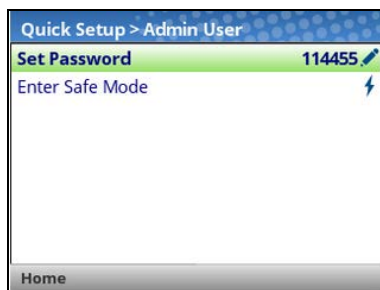 Quick Setup > Admin User
Set Password 114455
Enter Safe Mode
Home